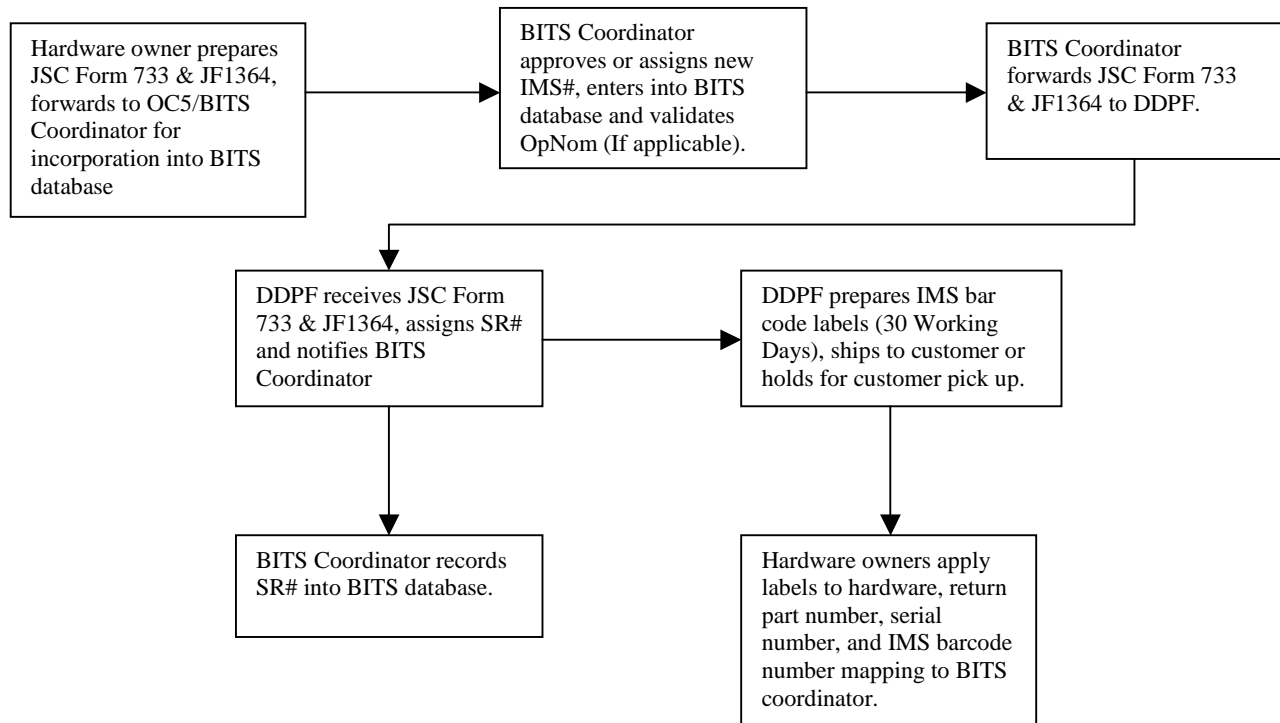 Hardware owner prepares
JSC Form 733 & JF1364,
forwards to OC5/BITS
Coordinator for
incorporation into BITS
database
BITS Coordinator
approves or assigns new
IMS#, enters into BITS
database and validates
OpNom (If applicable).
BITS Coordinator
forwards JSC Form 733
& JF1364 to DDPF.
DDPF receives JSC Form
733 & JF1364, assigns SR#
and notifies BITS
Coordinator
DDPF prepares IMS bar
code labels (30 Working
Days), ships to customer or
holds for customer pick up.
BITS Coordinator records
SR# into BITS database.
Hardware owners apply
labels to hardware, return
part number, serial
number, and IMS barcode
number mapping to BITS
coordinator.